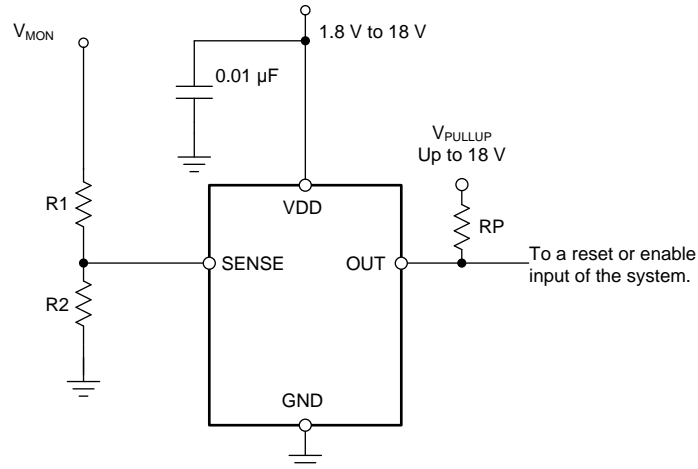 V_MON
1.8 V to 18 V
0.01 µF
V_PULLUP
Up to 18 V
R1
VDD
RP
SENSE
OUT
To a reset or enable
input of the system.
R2
GND